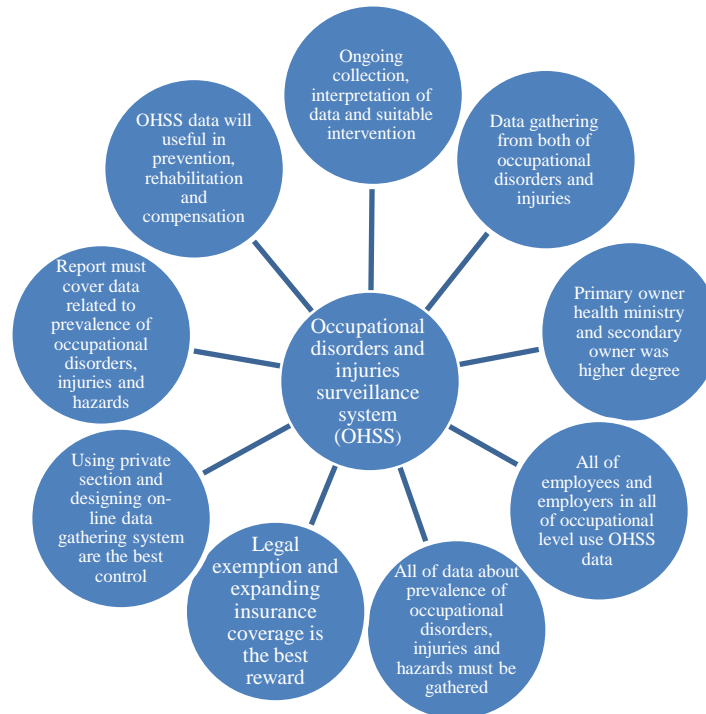 Ongoing
collection,
interpretation of
data and suitable
intervention
Data gathering
from both of
occupational
disorders and
injuries
Primary owner
health ministry
and secondary
owner was
higher degree
All of
employees and
employers in all
of occupational
level use OHSS
data
All of data about
prevalence of
occupational
disorders,
injuries and
hazards must be
gathered
Legal
exemption and
expanding
insurance
coverage is
the best
reward
Using private
section and
designing on-
line data
gathering system
are the best
control
Report must
cover data
related to
prevalence of
occupational
disorders,
injuries and
hazards
OHSS data will
useful in
prevention,
rehabilitation
and
compensation
Occupational
disorders and
injuries
surveillance
system
(OHSS)